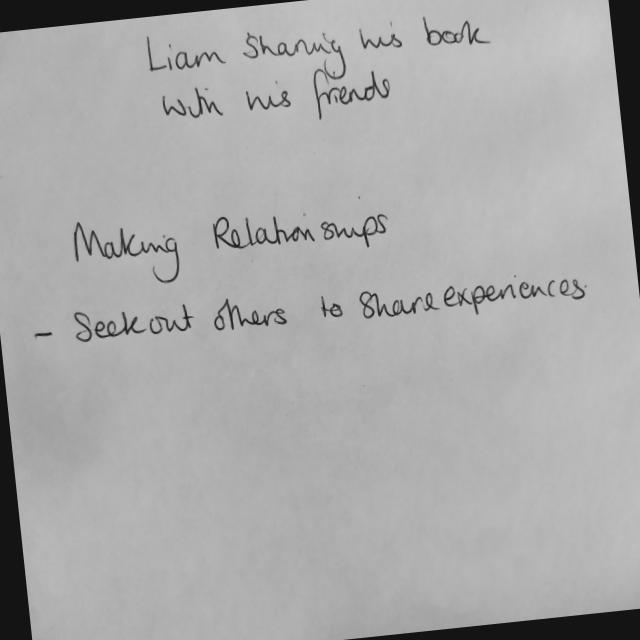 Liam Sharing his book
with his friends
Making Relationships
- Seek out others to share experiences.